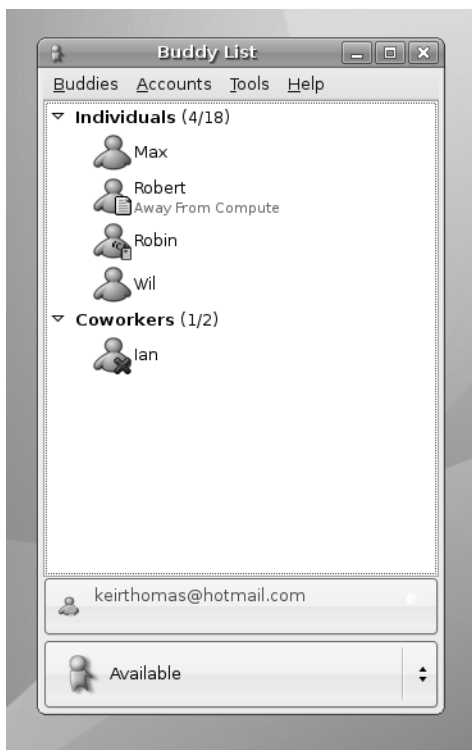 Buddy List
Buddies Accounts Tools Help
Individuals (4/18)
Max
Robert
Away From Compute
Robin
Wil
Coworkers (1/2)
Ian
keirthomas@hotmail.com
Available